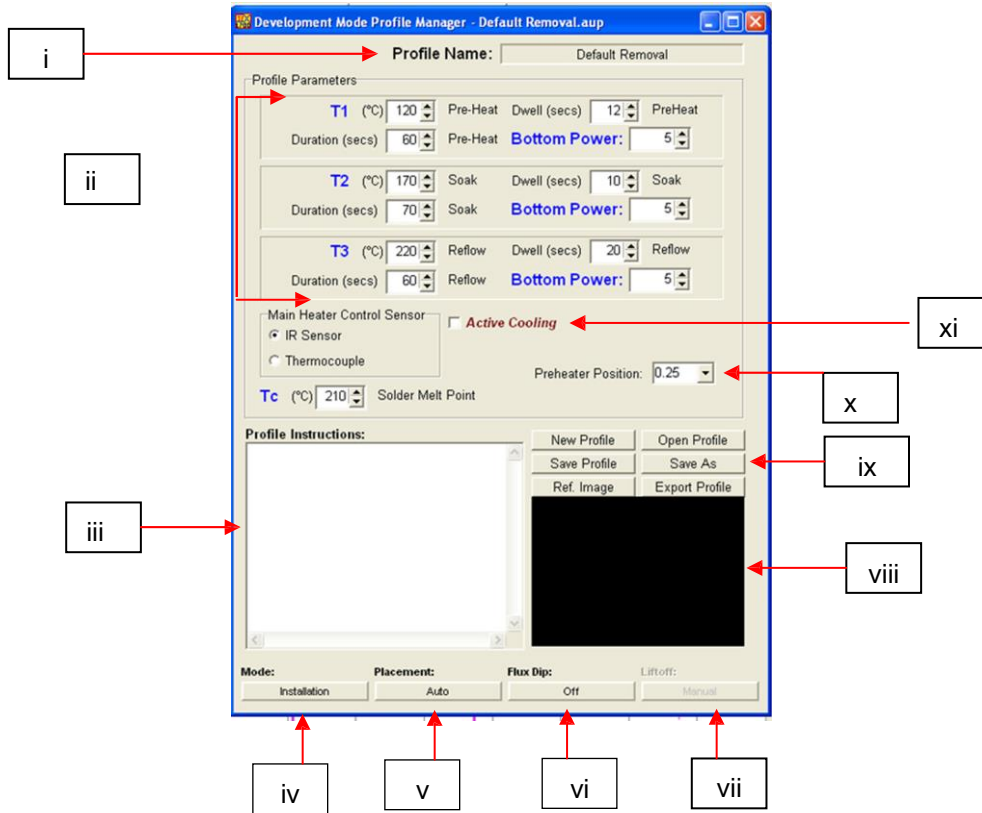 Development Mode Profile Manager - Default Removal.aup
i
Profile Name: Default Removal
Profile Parameters
T1 (°C) 120 Pre-Heat Dwell (secs) 12 PreHeat
Duration (secs) 60 Pre-Heat Bottom Power: 5
ii
T2 (°C) 170 Soak Dwell (secs) 10 Soak
Duration (secs) 70 Soak Bottom Power: 5
T3 (°C) 220 Reflow Dwell (secs) 20 Reflow
Duration (secs) 60 Reflow Bottom Power: 5
Main Heater Control Sensor
Active Cooling
xi
IR Sensor
Thermocouple
Preheater Position: 0.25
x
Tc (°C) 210 Solder Melt Point
Profile Instructions:
New Profile Open Profile
Save Profile Save As
ix
Ref. Image Export Profile
iii
viii
Mode: Placement: Flux Dip: Liftoff:
Installation Auto Off Manual
iv v vi vii